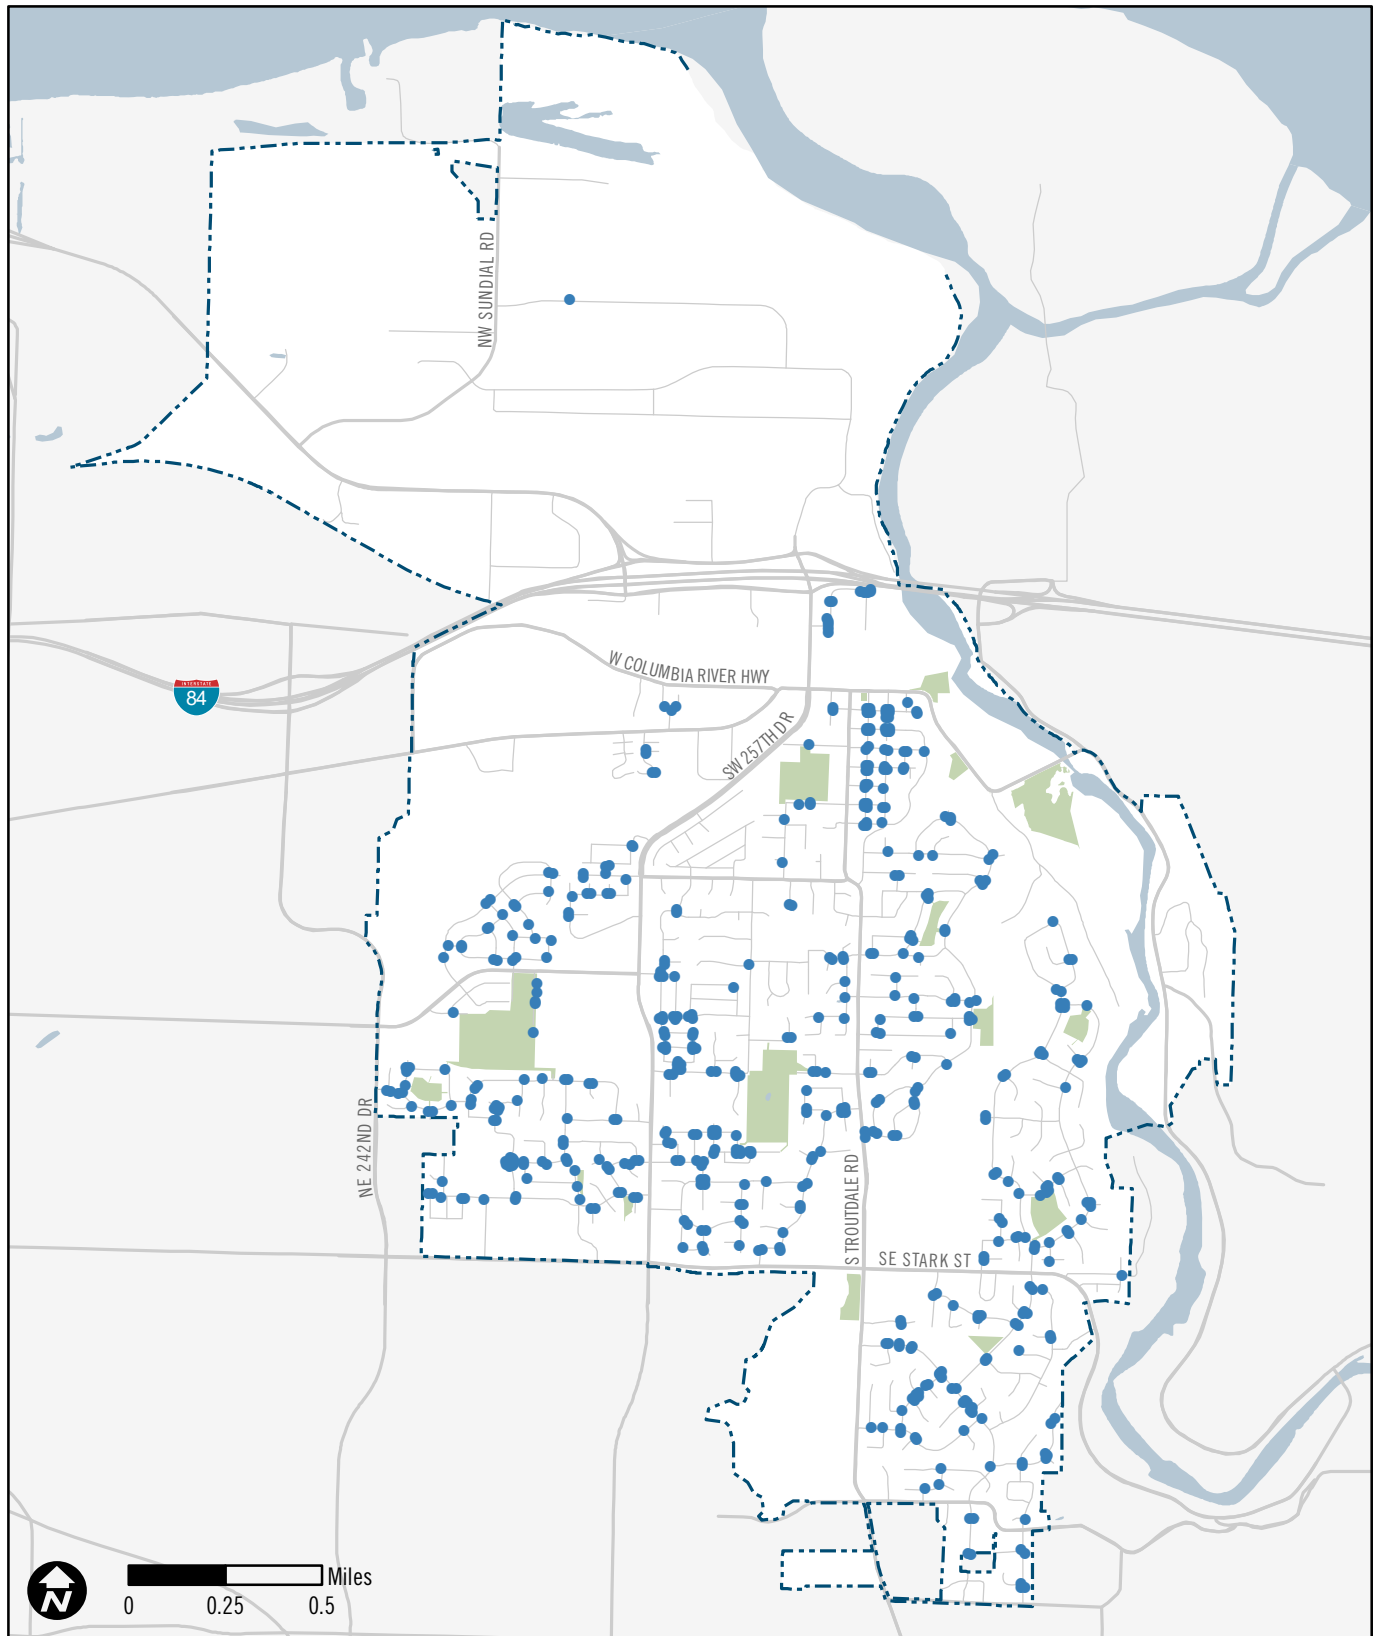 NW SUNDIAL RD
W COLUMBIA RIVER HWY
INTERSTATE
84
SW 257TH DR
NE 242ND DR
S TROUTDALE RD
SE STARK ST
N
Miles
0 0.25 0.5